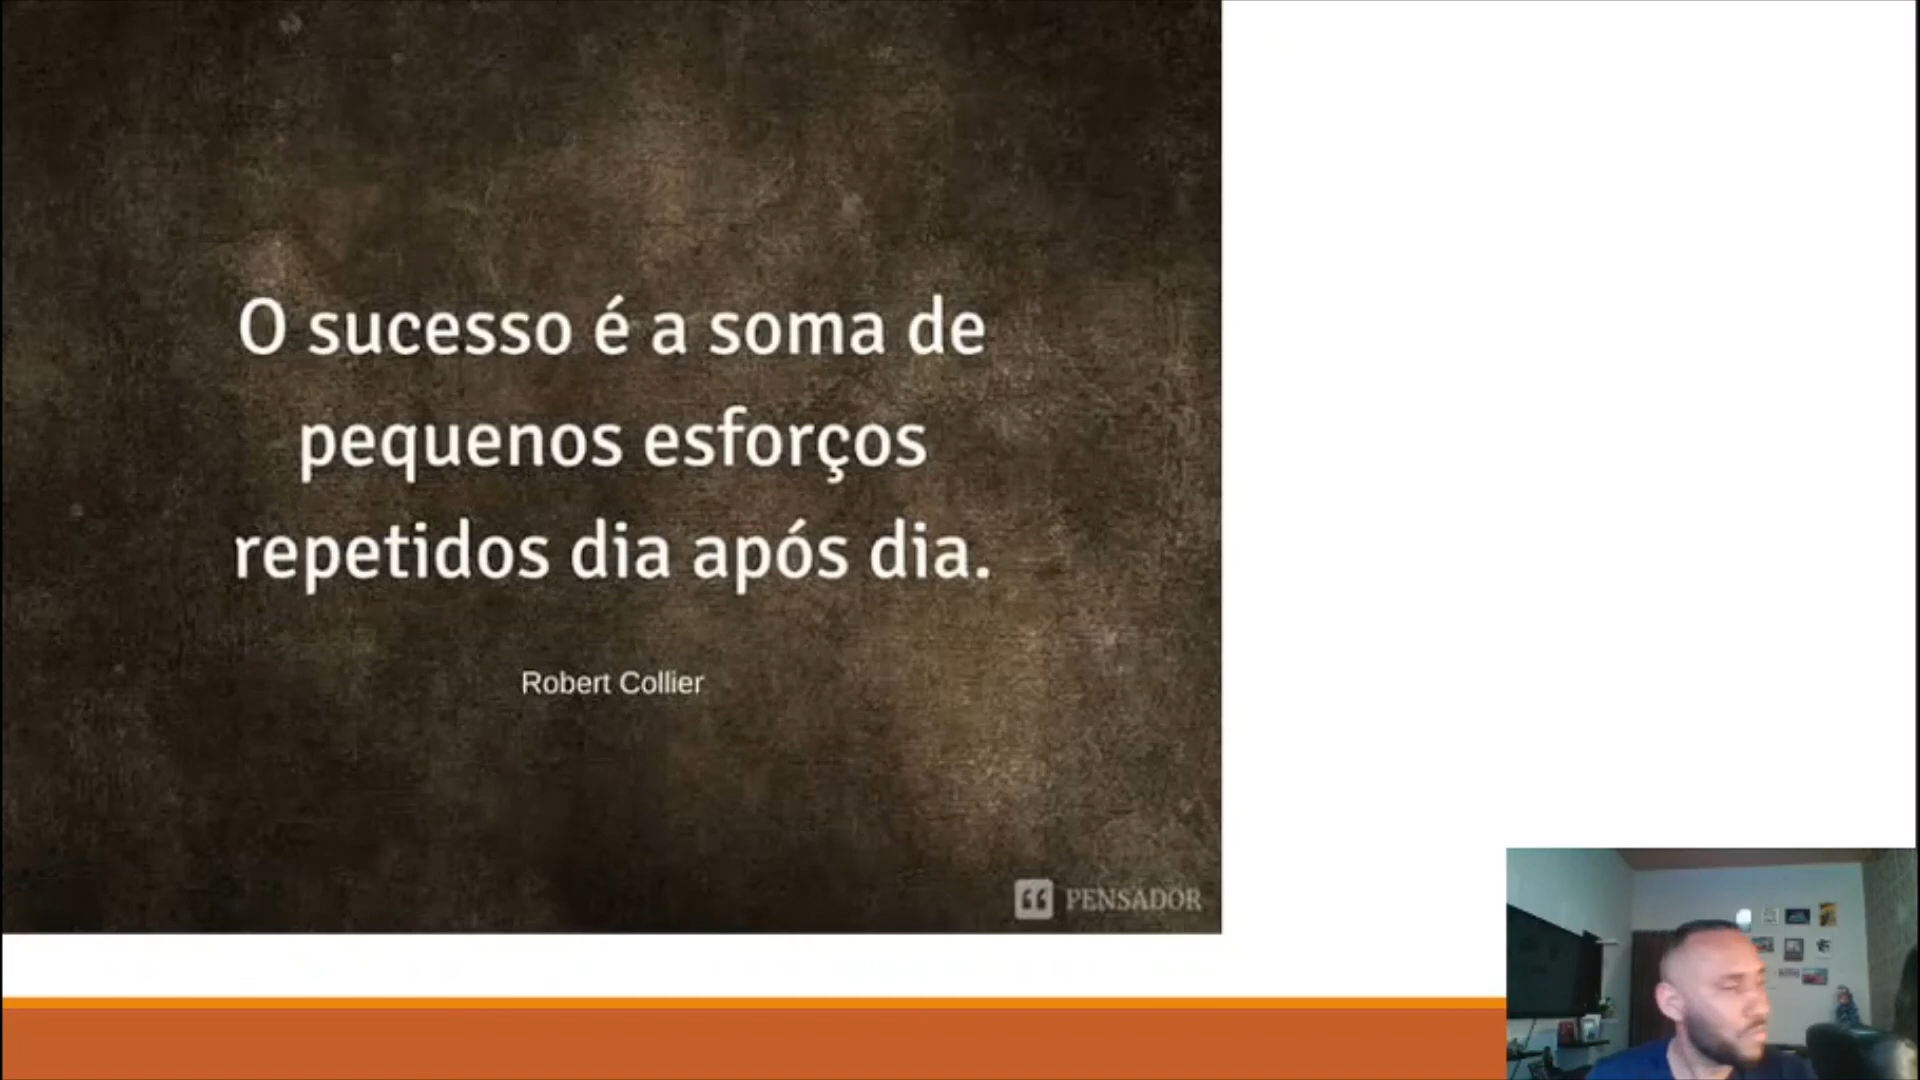 O sucesso é a soma de
pequenos esforços
repetidos dia após dia.
Robert Collier
PENSADOR